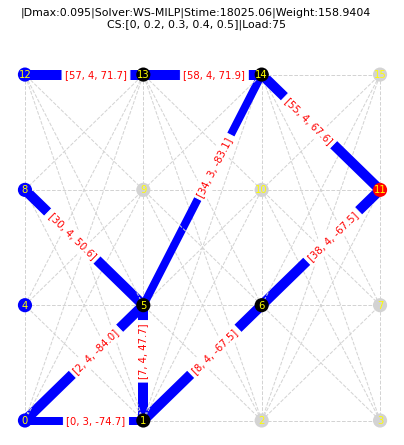 |Dmax:0.095|Solver:WS-MILP|Stime:18025.06|Weight:158.9404
CS:[0, 0.2, 0.3, 0.4, 0.5]|Load:75
12
13
14
[57, 4, 71.7]
[58, 4, 71.9]
[55, 4, 67.6]
[34, 3, -83.1]
8
11
[30, 4, 50.6]
[38, 4, -67.5]
4
5
6
[2, 4, -84.0]
[7, 4, 47.7]
[8, 4, -67.5]
0
[0, 3, -74.7]
1